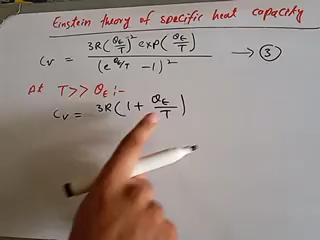 Einstein theory of specific heat capacity
Cv = 3R(θE/T)² exp(θE/T) / (e^θE/T − 1)² → ③
At T>> θE :-
Cv = 3R(1 + θE/T)